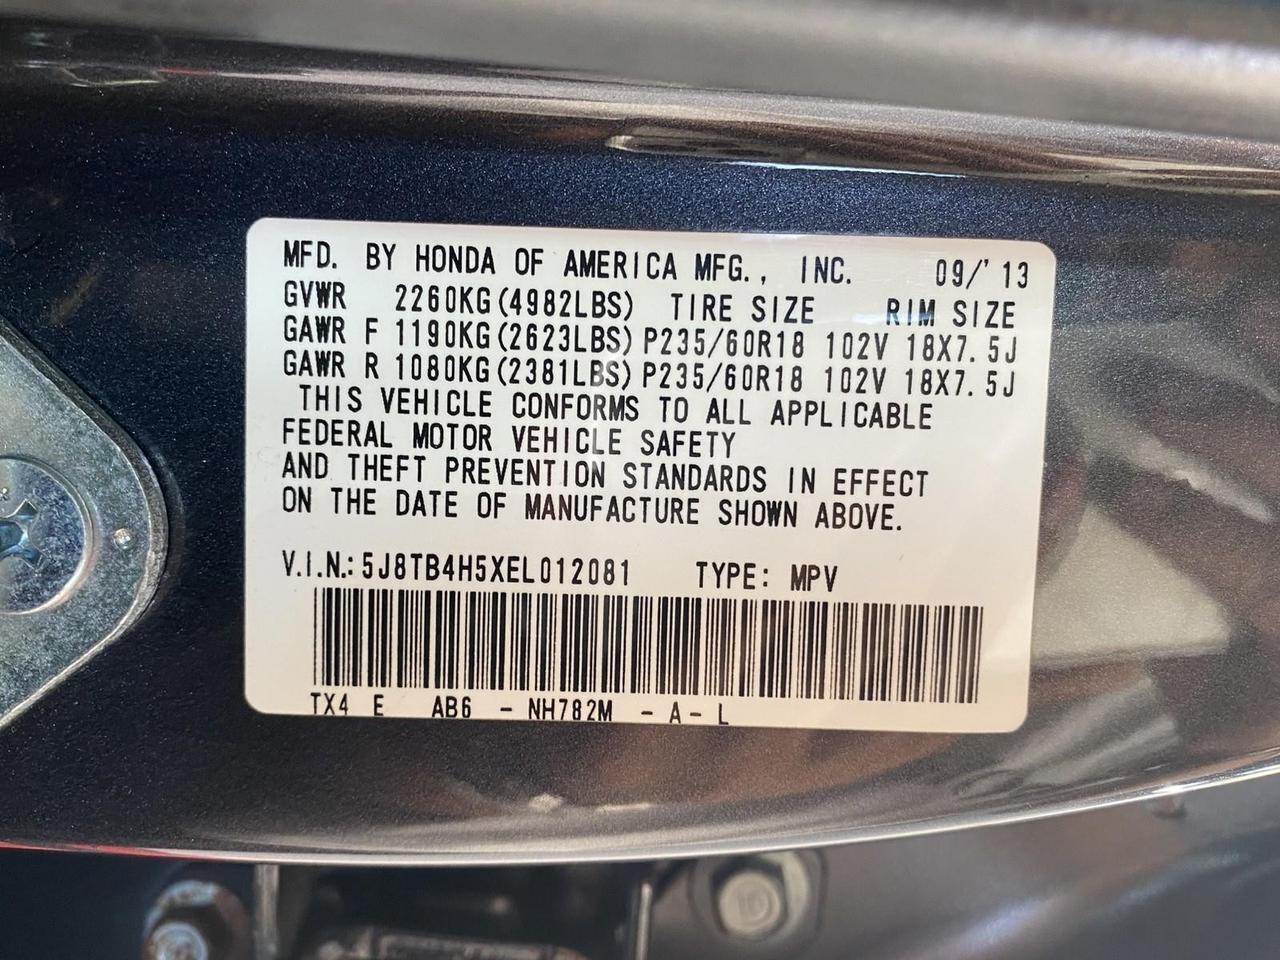 MFD. BY HONDA OF AMERICA MFG., INC. 09/'13
GVWR 2260KG(4982LBS) TIRE SIZE RIM SIZE
GAWR F 1190KG(2623LBS) P235/60R18 102V 18X7.5J
GAWR R 1080KG(2381LBS) P235/60R18 102V 18X7.5J
THIS VEHICLE CONFORMS TO ALL APPLICABLE
FEDERAL MOTOR VEHICLE SAFETY
AND THEFT PREVENTION STANDARDS IN EFFECT
ON THE DATE OF MANUFACTURE SHOWN ABOVE.
V.I.N.: 5J8TB4H5XEL012081 TYPE: MPV
TX4 E AB6 - NH782M - A - L